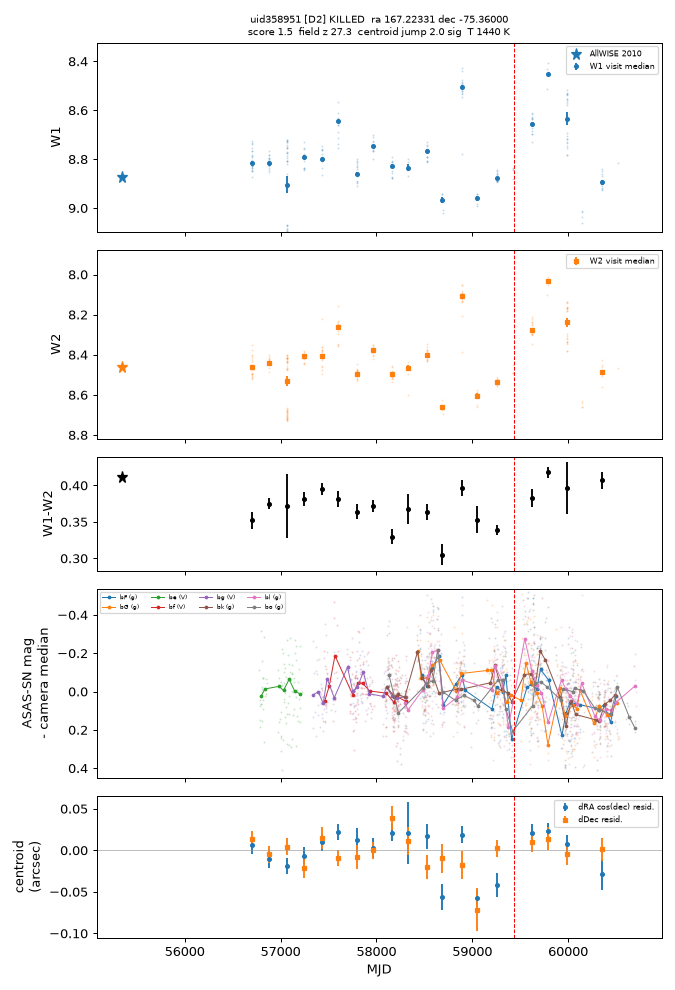 uid358951 [D2] KILLED ra 167.22331 dec -75.36000
score 1.5 field z 27.3 centroid jump 2.0 sig T 1440 K
8.4
8.6
8.8
9.0
W1
AllWISE 2010
W1 visit median
8.0
8.2
8.4
8.6
8.8
W2
W2 visit median
0.40
0.35
0.30
W1-W2
−0.4
−0.2
0.0
0.2
0.4
ASAS-SN mag
- camera median
bF (g)
bG (g)
be (V)
bf (V)
bg (V)
bk (g)
bl (g)
bo (g)
0.05
0.00
−0.05
−0.10
centroid
(arcsec)
dRA cos(dec) resid.
dDec resid.
56000
57000
58000
59000
60000
MJD